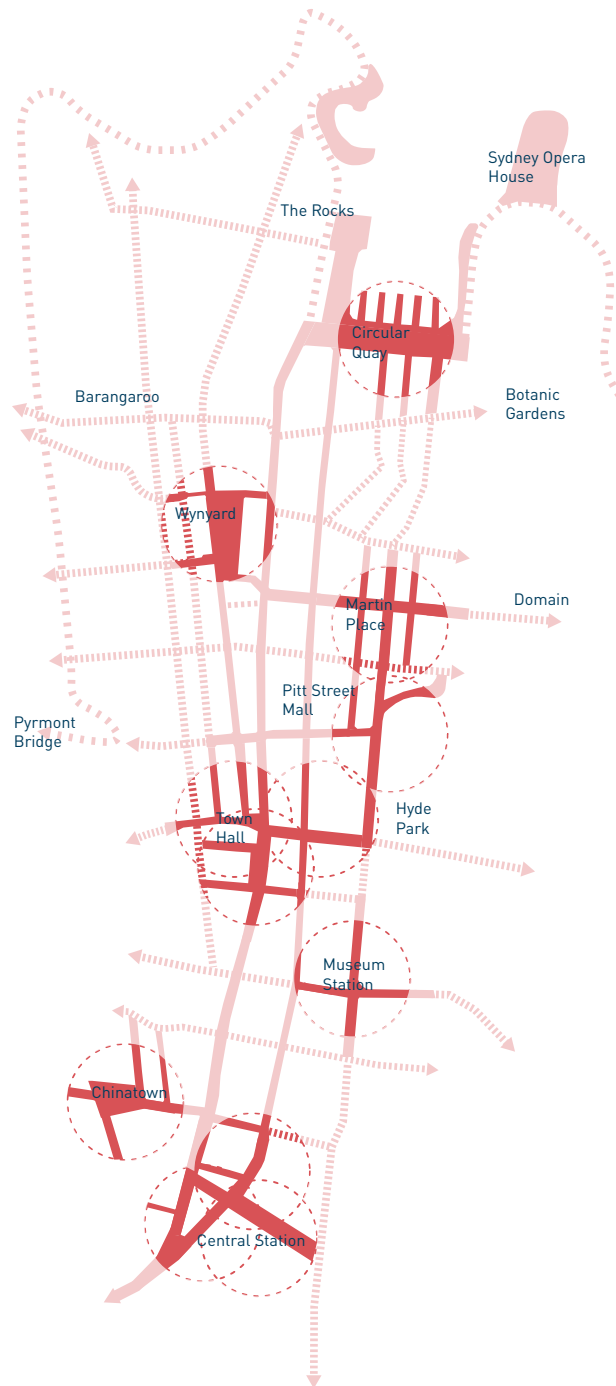 Sydney Opera
House
The Rocks
Circular
Quay
Barangaroo
Botanic
Gardens
Wynyard
Martin
Place
Domain
Pitt Street
Mall
Pyrmont
Bridge
Town
Hall
Hyde
Park
Museum
Station
Chinatown
Central Station